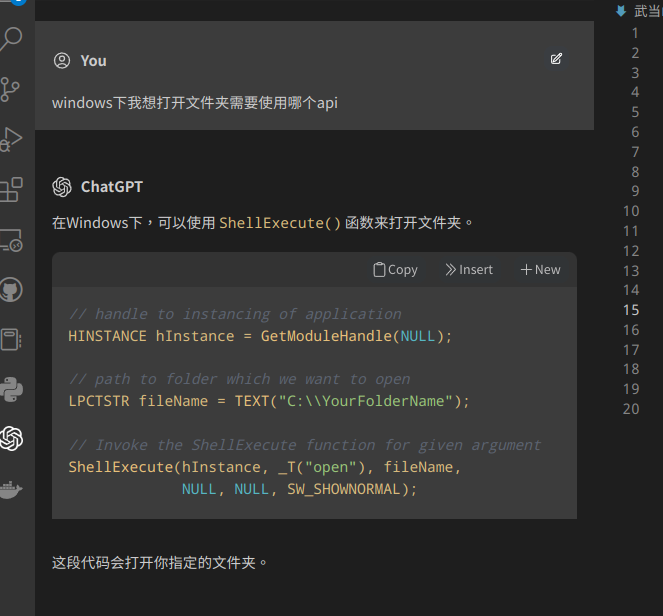 武当
You
windows下我想打开文件夹需要使用哪个api
ChatGPT
在Windows下，可以使用 ShellExecute() 函数来打开文件夹。
Copy Insert New
// handle to instancing of application
HINSTANCE hInstance = GetModuleHandle(NULL);
// path to folder which we want to open
LPCTSTR fileName = TEXT("C:\\YourFolderName");
// Invoke the ShellExecute function for given argument
ShellExecute(hInstance, _T("open"), fileName,
NULL, NULL, SW_SHOWNORMAL);
这段代码会打开你指定的文件夹。
1
2
3
4
5
6
7
8
9
10
11
12
13
14
15
16
17
18
19
20